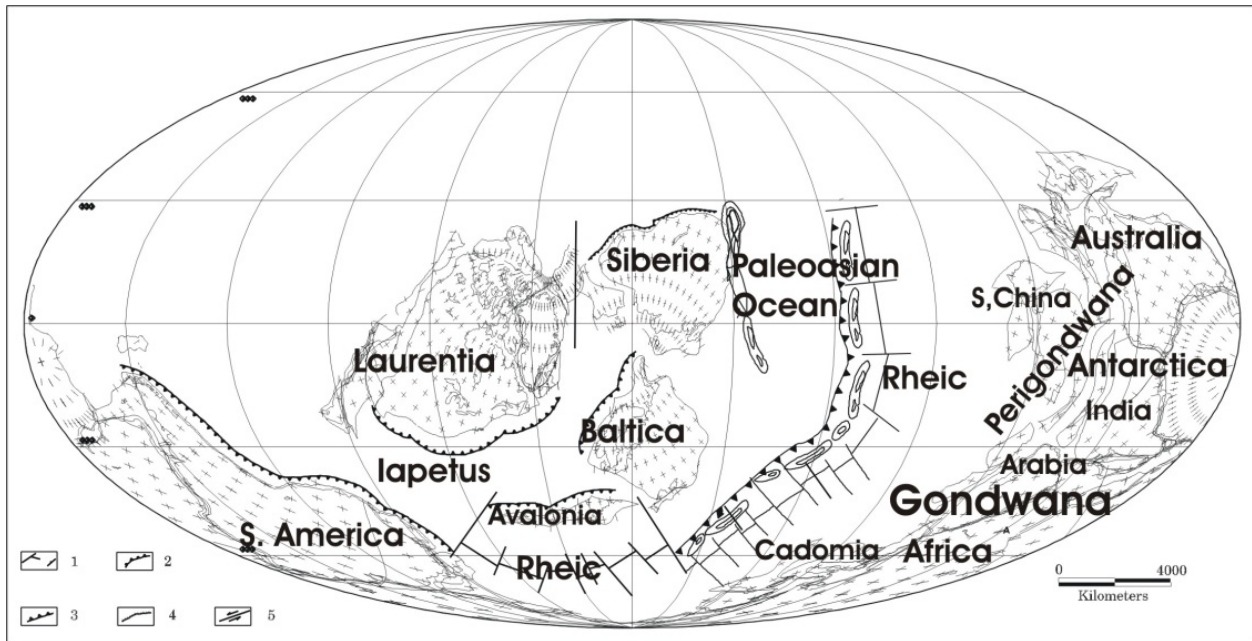 Australia
Siberia
Paleoasian
Ocean
S,China
Perigondwana
Laurentia
Antarctica
Rheic
India
Baltica
Iapetus
Arabia
Gondwana
Avalonia
S. America
Cadomia
Africa
A
Rheic
1
2
3
4
5
0
4000
Kilometers